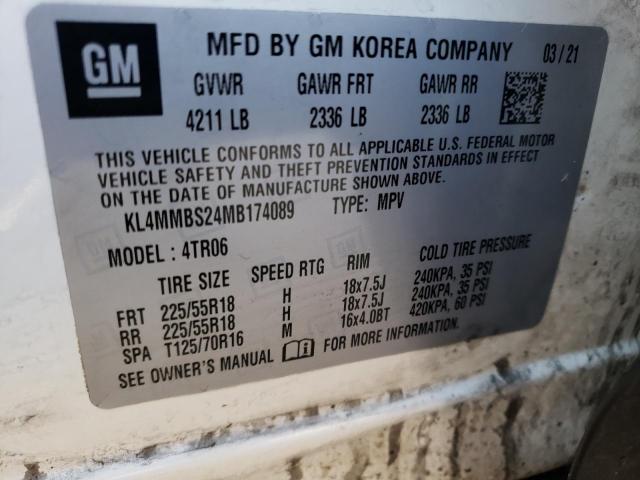 GM
MFD BY GM KOREA COMPANY 03/21
GVWR GAWR FRT GAWR RR
4211 LB 2336 LB 2336 LB
THIS VEHICLE CONFORMS TO ALL APPLICABLE U.S. FEDERAL MOTOR
VEHICLE SAFETY AND THEFT PREVENTION STANDARDS IN EFFECT
ON THE DATE OF MANUFACTURE SHOWN ABOVE.
KL4MMBS24MB174089 TYPE: MPV
MODEL: 4TR06
TIRE SIZE SPEED RTG RIM COLD TIRE PRESSURE
FRT 225/55R18 H 18x7.5J 240KPA, 35 PSI
RR 225/55R18 H 18x7.5J 240KPA, 35 PSI
SPA T125/70R16 M 16x4.0BT 420KPA, 60 PSI
SEE OWNER'S MANUAL FOR MORE INFORMATION.